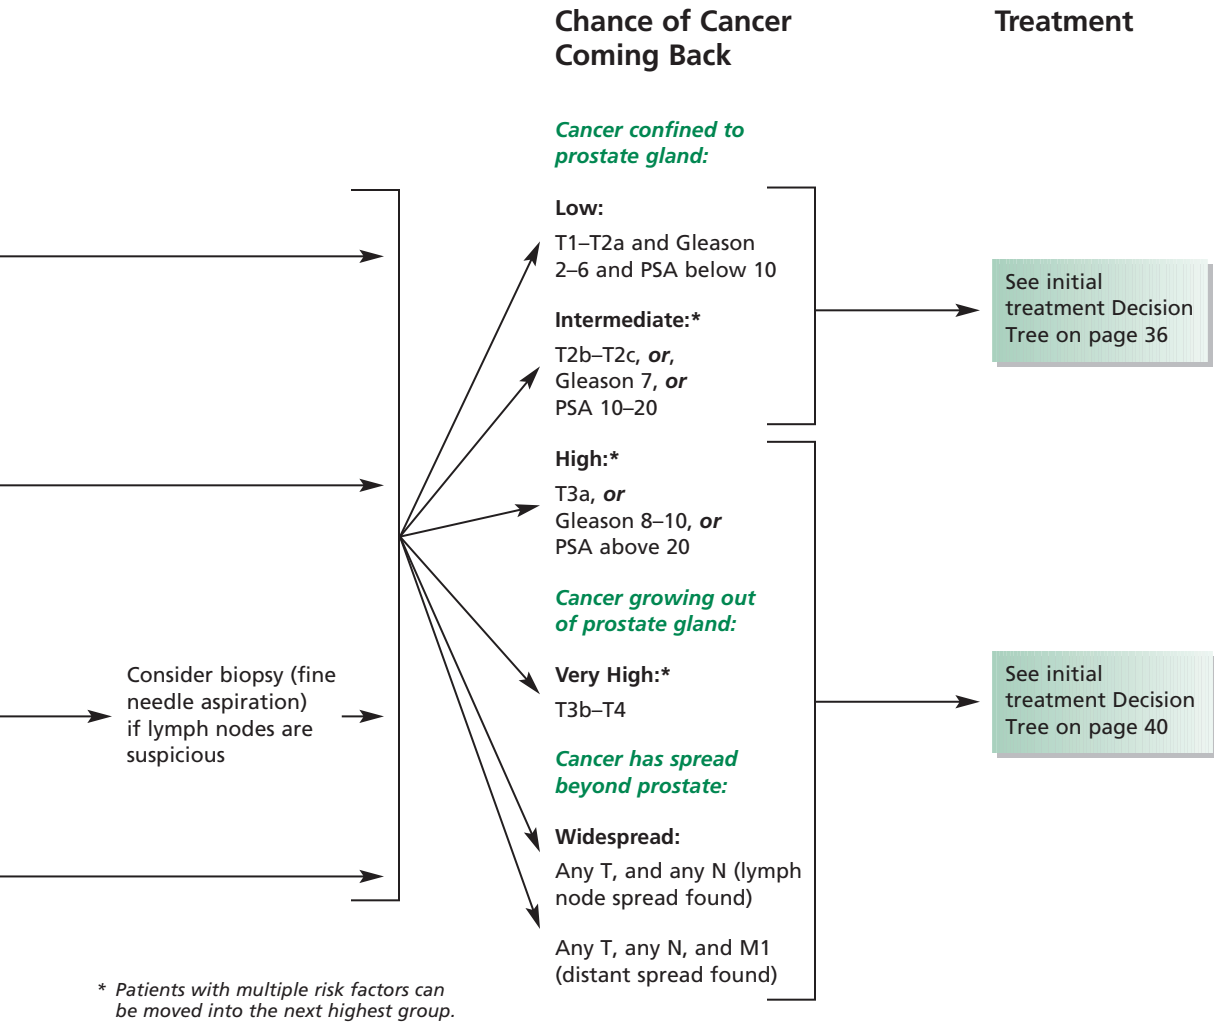 Chance of Cancer
Coming Back
Treatment
Cancer confined to
prostate gland:
Low:
T1–T2a and Gleason
2–6 and PSA below 10
Intermediate:*
T2b–T2c, or,
Gleason 7, or
PSA 10–20
See initial
treatment Decision
Tree on page 36
High:*
T3a, or
Gleason 8–10, or
PSA above 20
Cancer growing out
of prostate gland:
Consider biopsy (fine
needle aspiration)
if lymph nodes are
suspicious
Very High:*
T3b–T4
See initial
treatment Decision
Tree on page 40
Cancer has spread
beyond prostate:
Widespread:
Any T, and any N (lymph
node spread found)
Any T, any N, and M1
(distant spread found)
* Patients with multiple risk factors can
be moved into the next highest group.